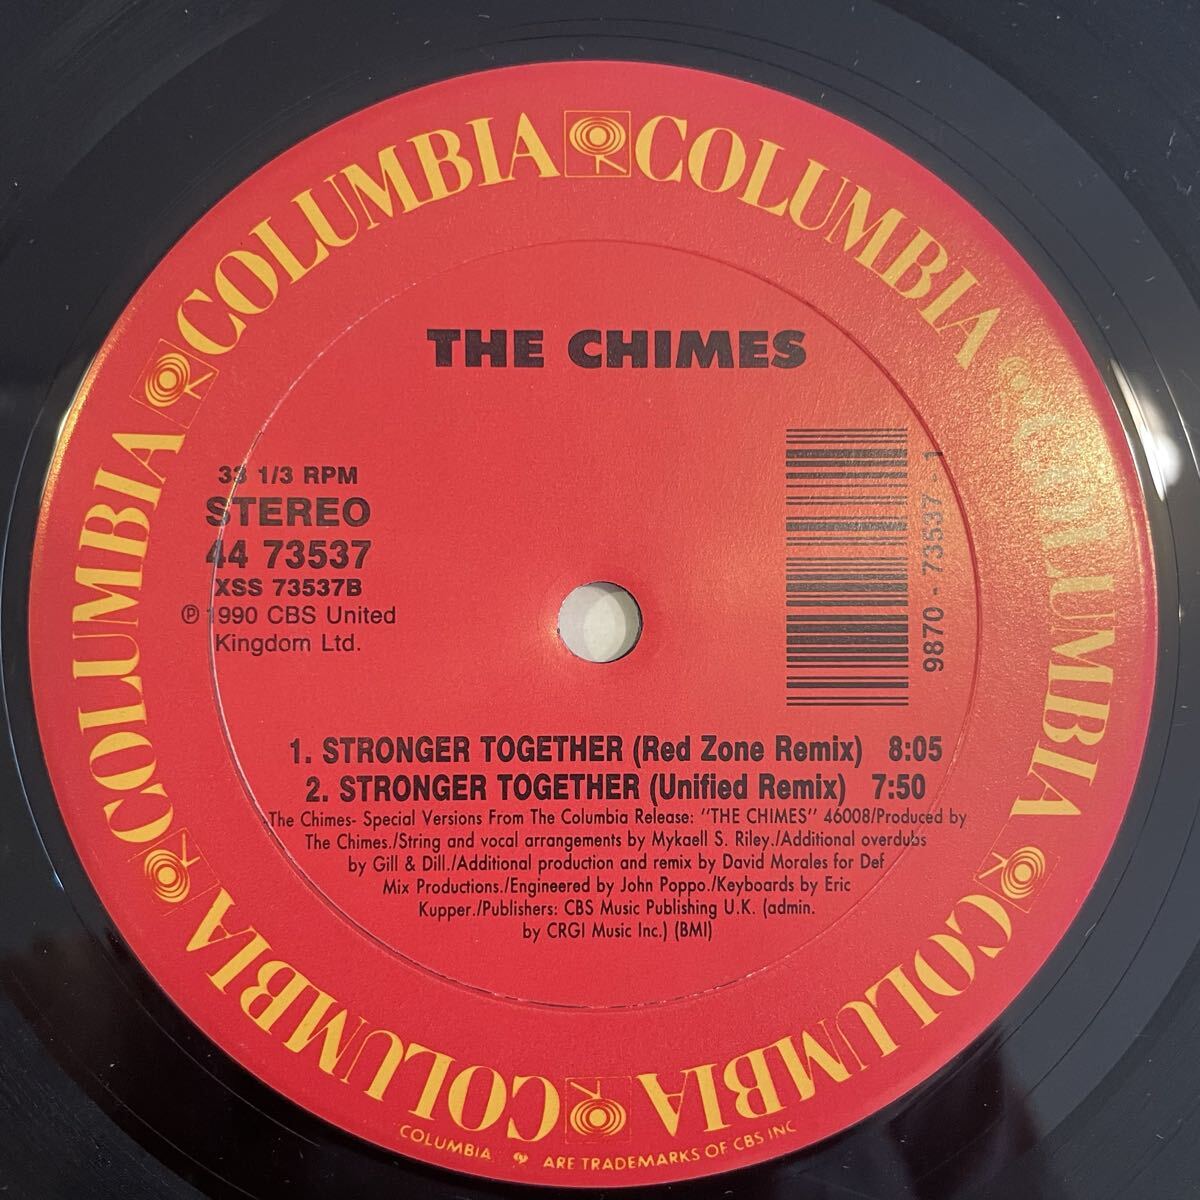 COLUMBIA COLUMBIA COLUMBIA COLUMBIA COLUMBIA COLUMBIA COLUMBIA COLUMBIA COLUMBIA
THE CHIMES
33 1/3 RPM
STEREO
44 73537
XSS 73537B
℗ 1990 CBS United
Kingdom Ltd.
9870-73537-1
1. STRONGER TOGETHER (Red Zone Remix) 8:05
2. STRONGER TOGETHER (Unified Remix) 7:50
The Chimes- Special Versions From The Columbia Release: "THE CHIMES" 46008/Produced by
The Chimes./String and vocal arrangements by Mykaell S. Riley./Additional overdubs
by Gill & Dill./Additional production and remix by David Morales for Def
Mix Productions./Engineered by John Poppo./Keyboards by Eric
Kupper./Publishers: CBS Music Publishing U.K. (admin.
by CRGI Music Inc.) (BMI)
COLUMBIA, ARE TRADEMARKS OF CBS INC